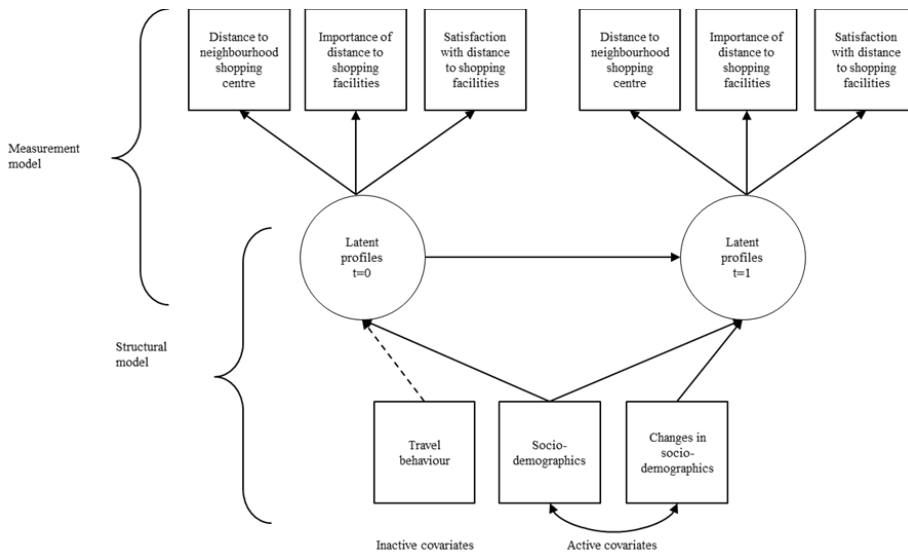 Distance to
neighbourhood
shopping
centre
Importance of
distance to
shopping
facilities
Satisfaction
with distance
to shopping
facilities
Distance to
neighbourhood
shopping
centre
Importance of
distance to
shopping
facilities
Satisfaction
with distance
to shopping
facilities
Measurement
model
Latent
profiles
t=0
Latent
profiles
t=1
Structural
model
Travel
behaviour
Socio-
demographics
Changes in
socio-
demographics
Inactive covariates
Active covariates